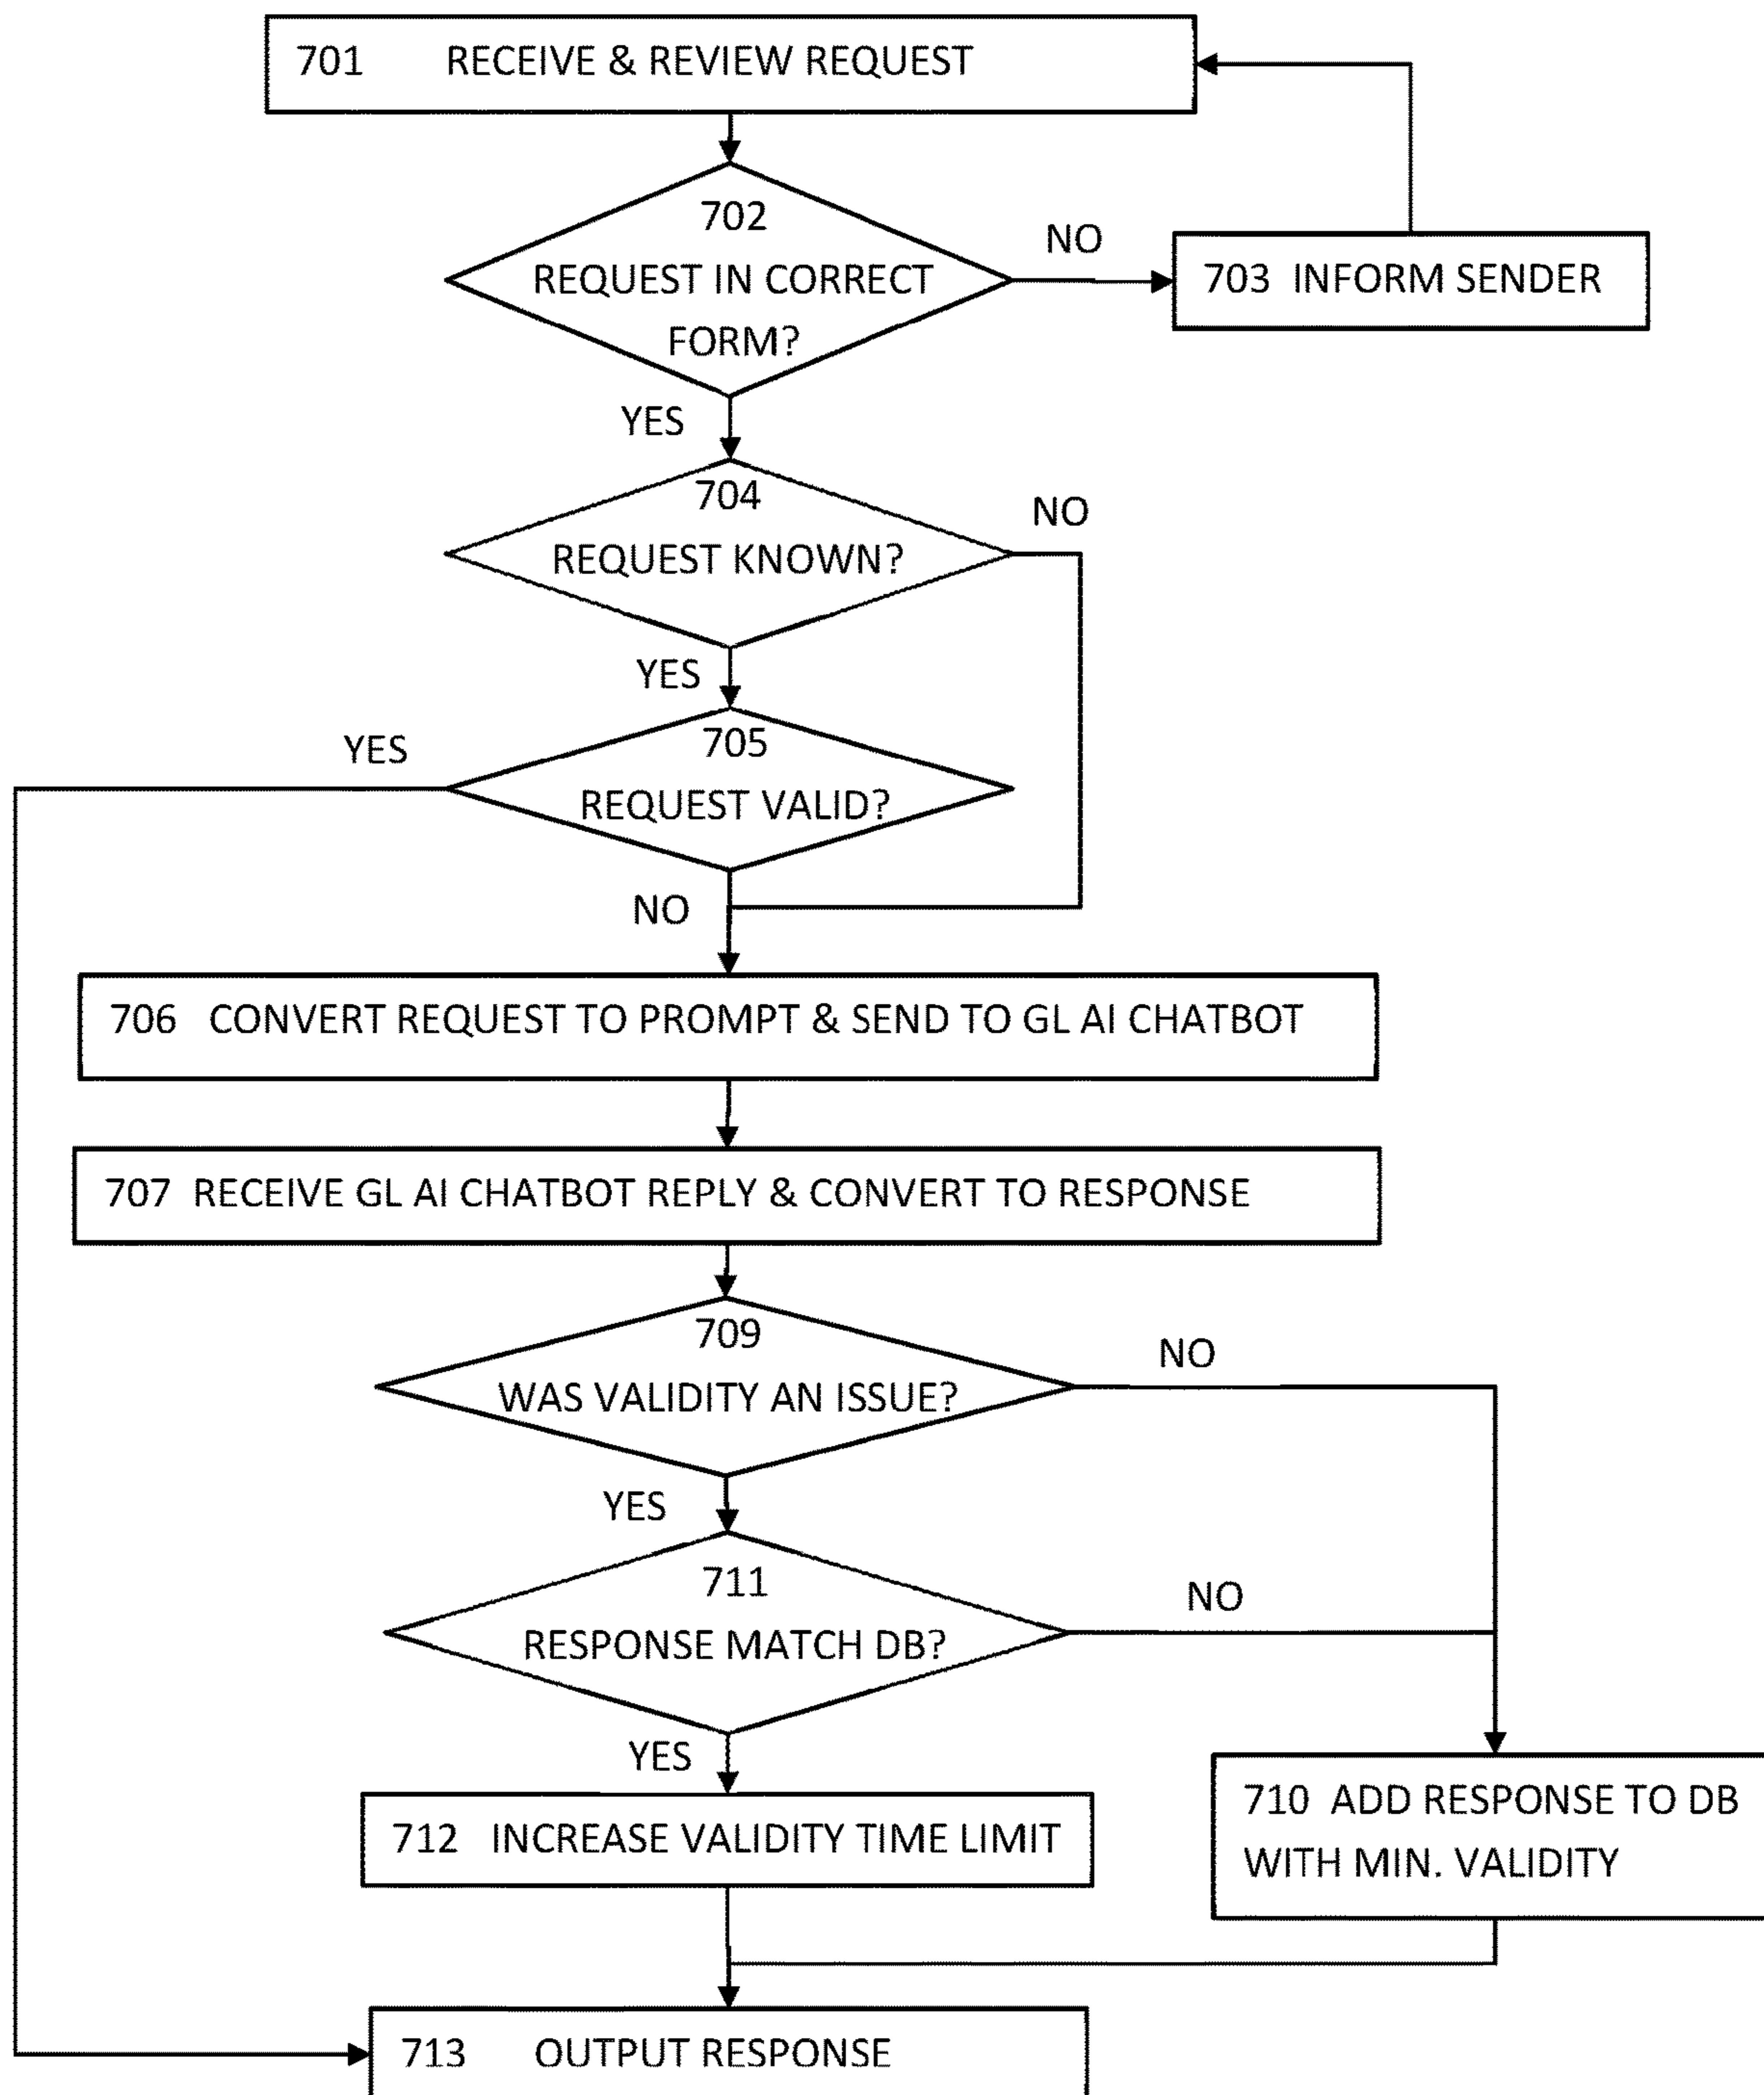 701 RECEIVE & REVIEW REQUEST
702
REQUEST IN CORRECT
FORM?
NO
703 INFORM SENDER
YES
704
REQUEST KNOWN?
NO
YES
705
REQUEST VALID?
YES
NO
706 CONVERT REQUEST TO PROMPT & SEND TO GL AI CHATBOT
707 RECEIVE GL AI CHATBOT REPLY & CONVERT TO RESPONSE
709
WAS VALIDITY AN ISSUE?
NO
YES
711
RESPONSE MATCH DB?
NO
YES
712 INCREASE VALIDITY TIME LIMIT
710 ADD RESPONSE TO DB
WITH MIN. VALIDITY
713 OUTPUT RESPONSE